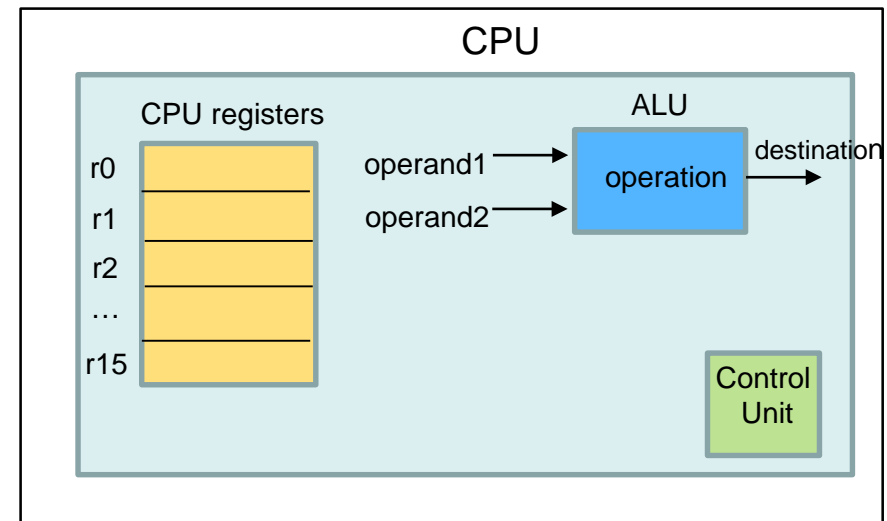 CPU
CPU registers
r0
r1
r2
…
r15
operand1
operand2
ALU
operation
destination
Control
Unit